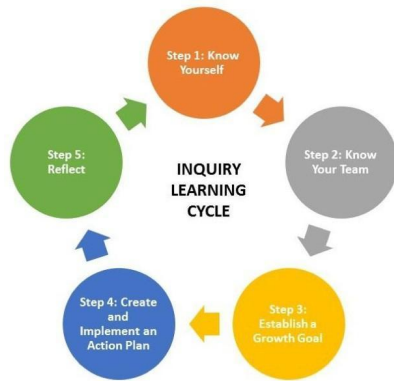 Step 1: Know
Yourself
Step 2: Know
Your Team
Step 3:
Establish a
Growth Goal
Step 4: Create
and
Implement an
Action Plan
Step 5:
Reflect
INQUIRY
LEARNING
CYCLE